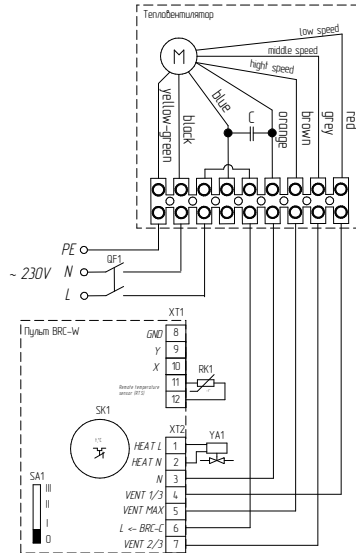 Тепловентилятор
low speed
middle speed
hight speed
M
yellow-green
black
blue
C
orange
brown
grey
red
PE
~ 230V N QF1
L
Пульт BRC-W
XT1
GND 8
Y 9
X 10
11 RK1
Remote temperature
sensor (RTS)
12
SK1
t°C
XT2
HEAT L 1 YA1
HEAT N 2
N 3
VENT 1/3 4
VENT MAX 5
L <- BRC-C 6
VENT 2/3 7
SA1
III
II
I
0